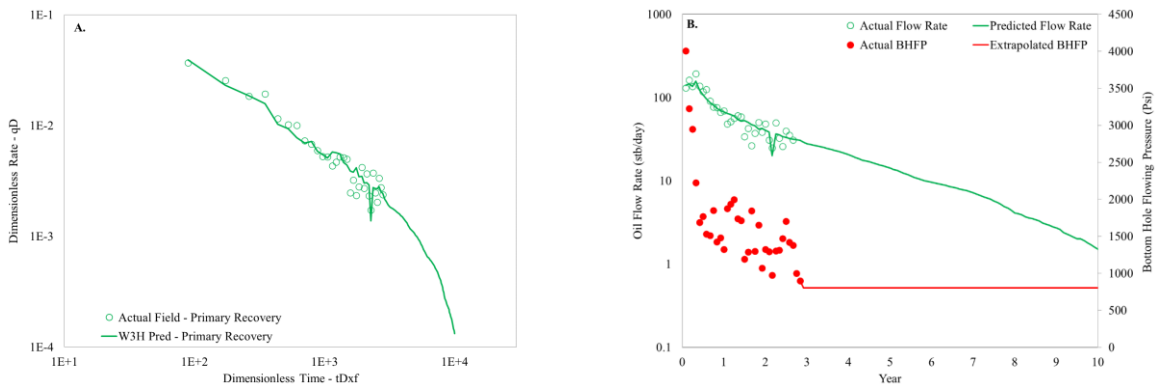 A.
1E-1
1E-2
1E-3
1E-4
Dimensionless Rate - qD
Actual Field - Primary Recovery
W3H Pred - Primary Recovery
1E+1
1E+2
1E+3
1E+4
Dimensionless Time - tDxf
B.
1000
100
10
1
0.1
Oil Flow Rate (stb/day)
Actual Flow Rate
Predicted Flow Rate
Actual BHFP
Extrapolated BHFP
4500
4000
3500
3000
2500
2000
1500
1000
500
0
Bottom Hole Flowing Pressure (Psi)
0
1
2
3
4
5
6
7
8
9
10
Year